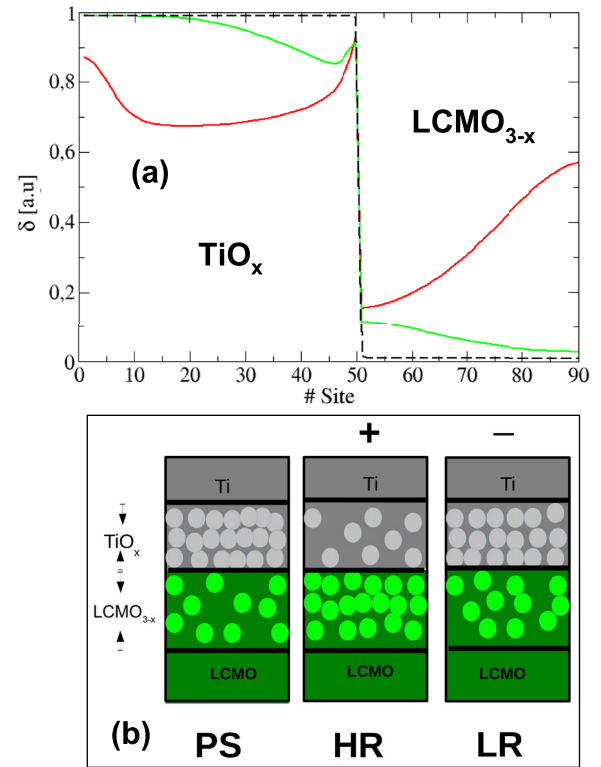 1
0.8
0.6
0.4
0,2
0
δ [a.u]
(a)
TiOₓ
LCMO₃₋ₓ
0 10 20 30 40 50 60 70 80 90
# Site
+ −
Ti Ti Ti
TiOₓ
LCMO₃₋ₓ
LCMO LCMO LCMO
(b) PS HR LR